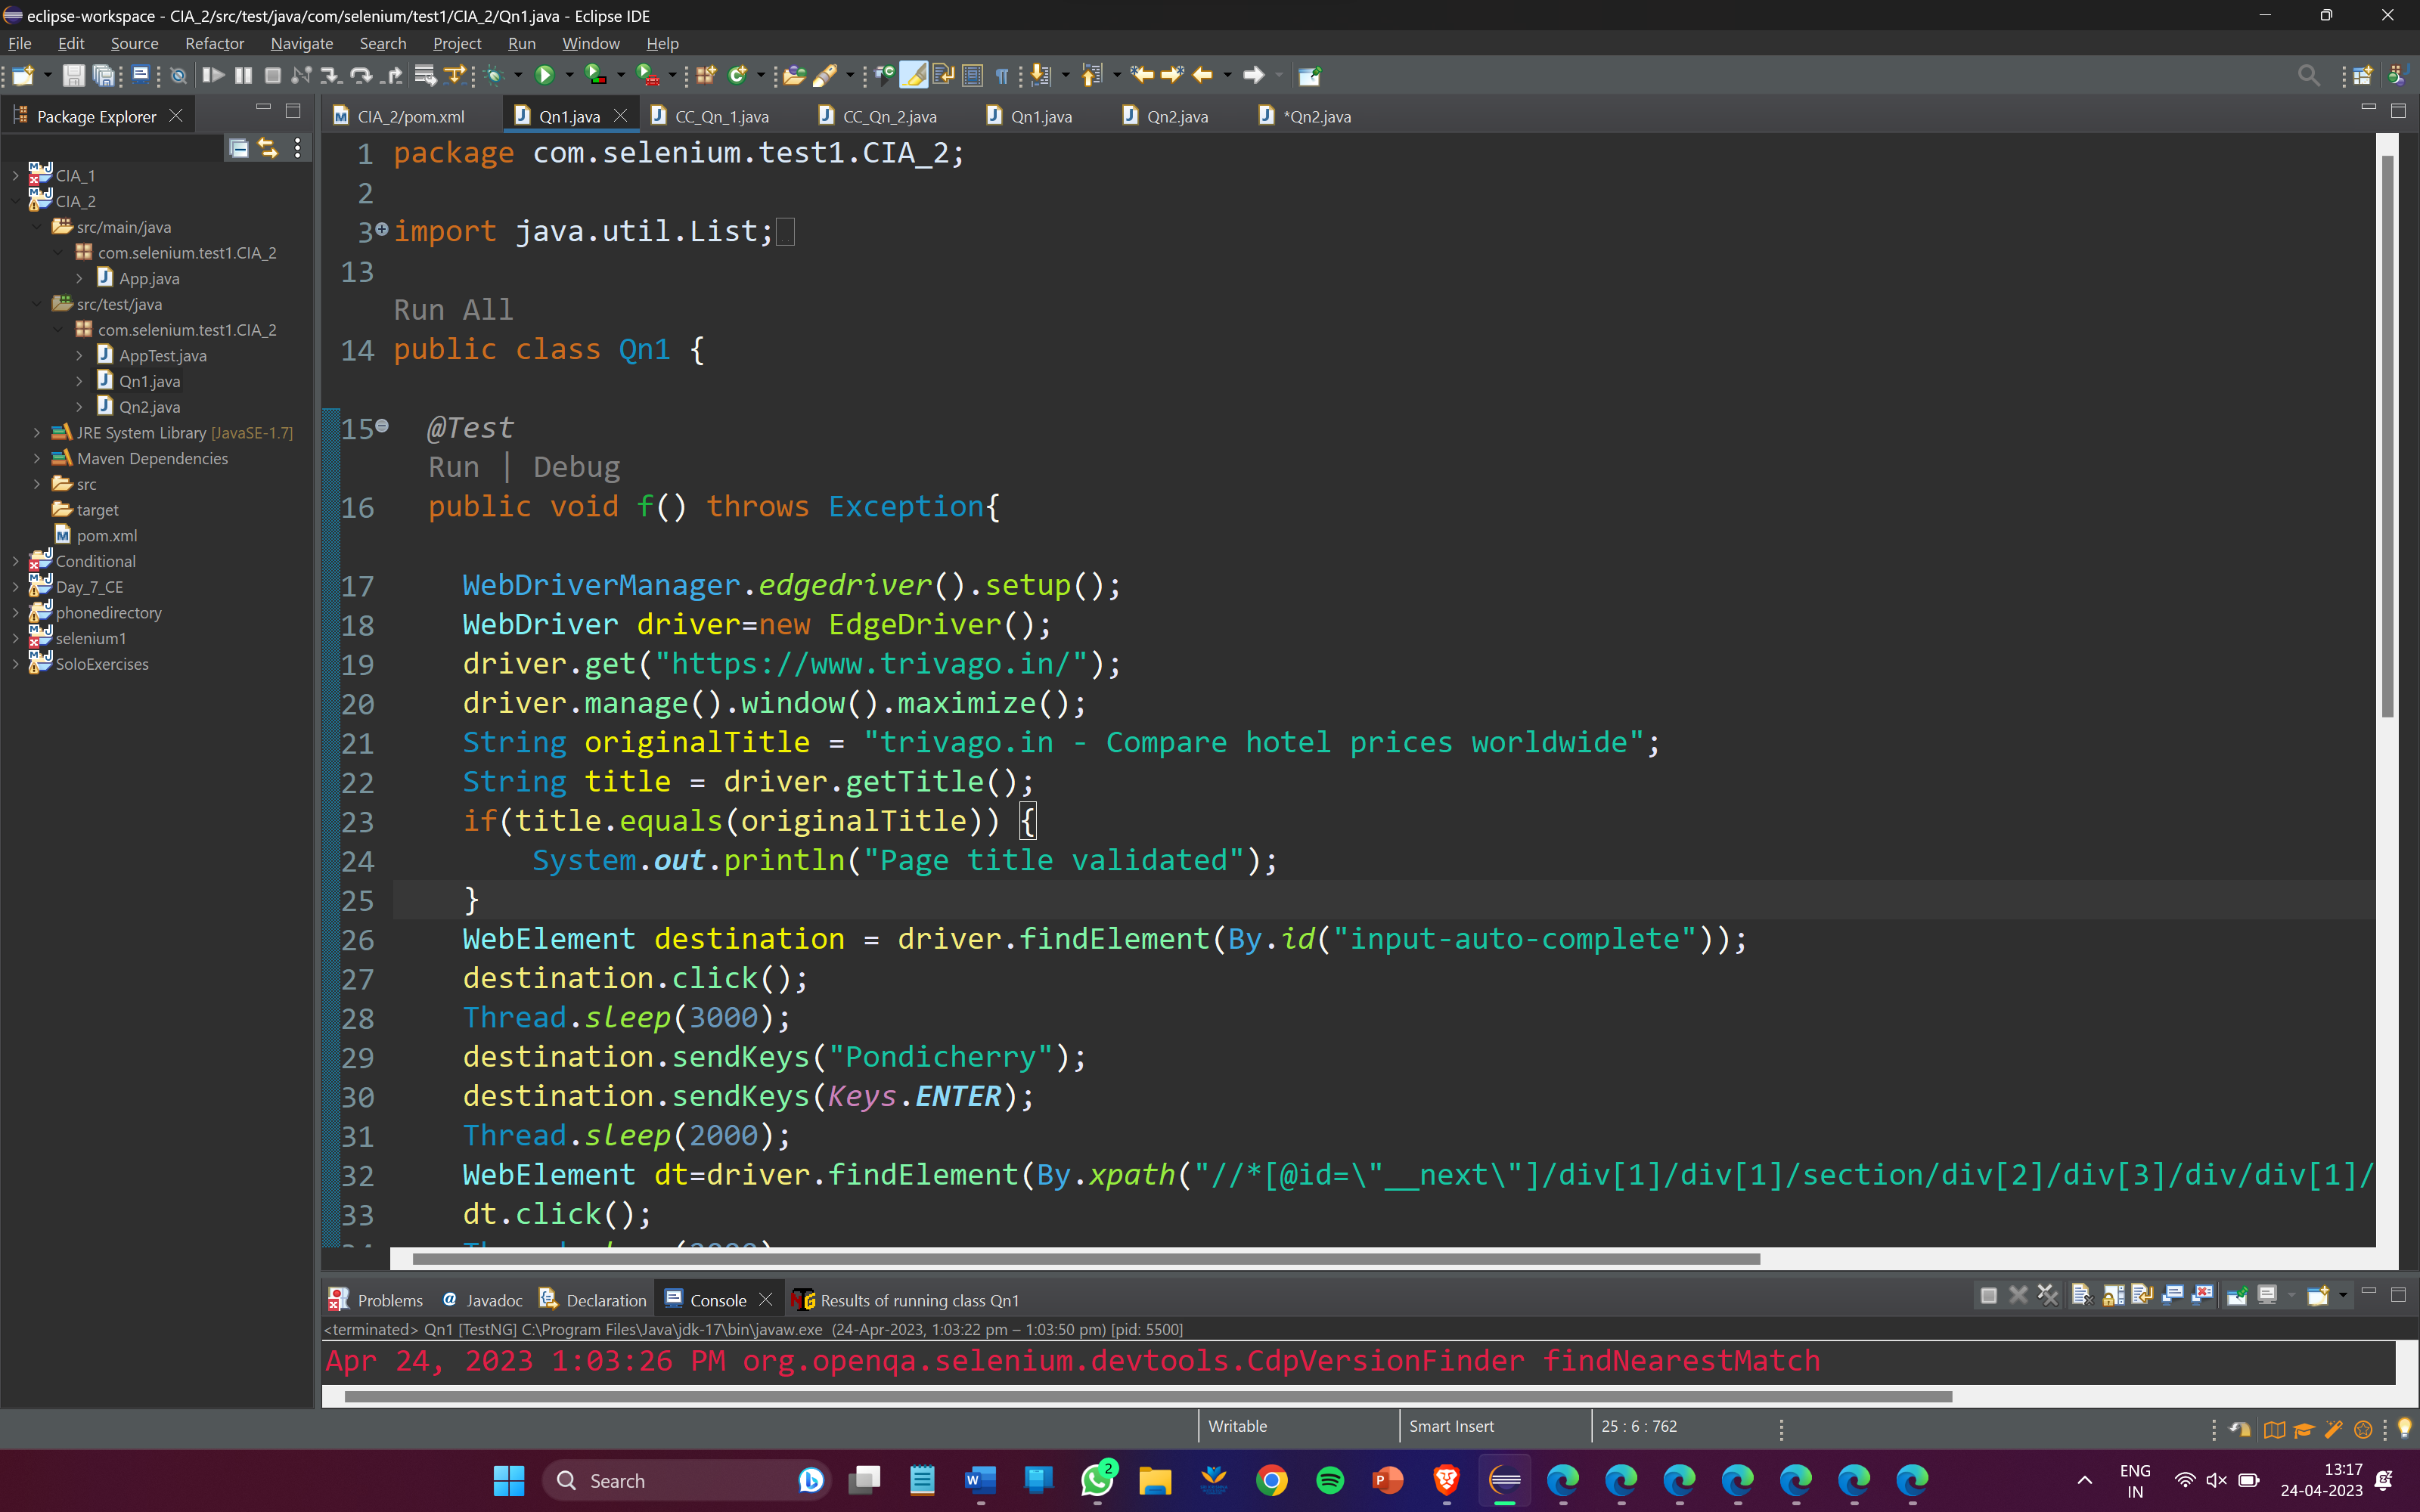 eclipse-workspace - CIA_2/src/test/java/com/selenium/test1/CIA_2/Qn1.java - Eclipse IDE
File Edit Source Refactor Navigate Search Project Run Window Help
Package Explorer
CIA_2/pom.xml Qn1.java CC_Qn_1.java CC_Qn_2.java Qn1.java Qn2.java *Qn2.java
CIA_1
CIA_2
src/main/java
com.selenium.test1.CIA_2
App.java
src/test/java
com.selenium.test1.CIA_2
AppTest.java
Qn1.java
Qn2.java
JRE System Library [JavaSE-1.7]
Maven Dependencies
src
target
pom.xml
Conditional
Day_7_CE
phonedirectory
selenium1
SoloExercises
1 package com.selenium.test1.CIA_2;
2
3 import java.util.List;
13
Run All
14 public class Qn1 {
15 @Test
Run | Debug
16 public void f() throws Exception{
17 WebDriverManager.edgedriver().setup();
18 WebDriver driver=new EdgeDriver();
19 driver.get("https://www.trivago.in/");
20 driver.manage().window().maximize();
21 String originalTitle = "trivago.in - Compare hotel prices worldwide";
22 String title = driver.getTitle();
23 if(title.equals(originalTitle)) {
24 System.out.println("Page title validated");
25 }
26 WebElement destination = driver.findElement(By.id("input-auto-complete"));
27 destination.click();
28 Thread.sleep(3000);
29 destination.sendKeys("Pondicherry");
30 destination.sendKeys(Keys.ENTER);
31 Thread.sleep(2000);
32 WebElement dt=driver.findElement(By.xpath("//*[@id=\"__next\"]/div[1]/div[1]/section/div[2]/div[3]/div/div[1]/
33 dt.click();
Problems Javadoc Declaration Console Results of running class Qn1
<terminated> Qn1 [TestNG] C:\Program Files\Java\jdk-17\bin\javaw.exe (24-Apr-2023, 1:03:22 pm – 1:03:50 pm) [pid: 5500]
Apr 24, 2023 1:03:26 PM org.openqa.selenium.devtools.CdpVersionFinder findNearestMatch
Writable Smart Insert 25 : 6 : 762
Search
2
ENG
IN
13:17
24-04-2023